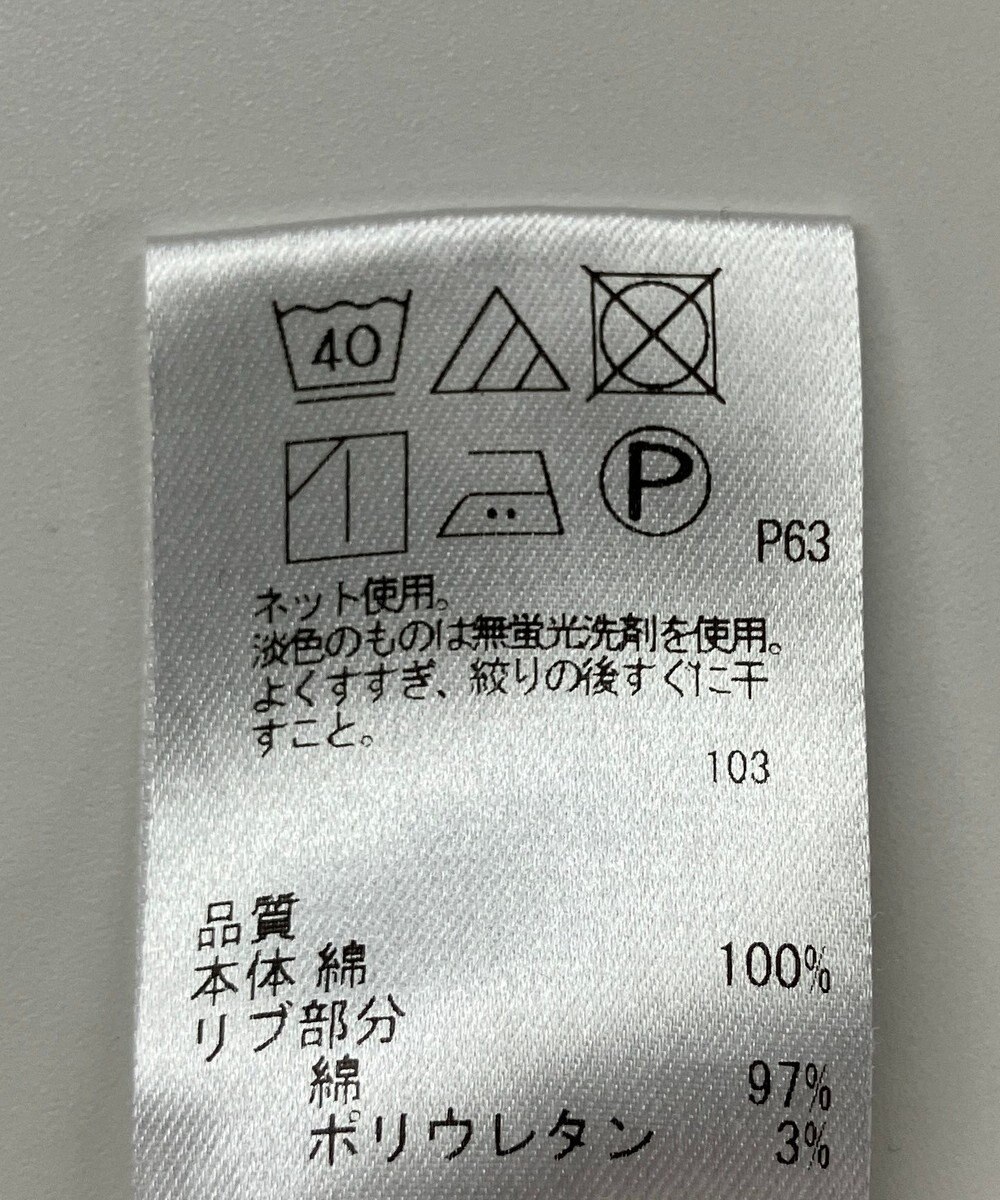 40
P
P63
ネット使用。
淡色のものは無蛍光洗剤を使用。
よくすすぎ、絞りの後すぐに干
すこと。
103
品質
本体 綿 100%
リブ部分
綿 97%
ポリウレタン 3%